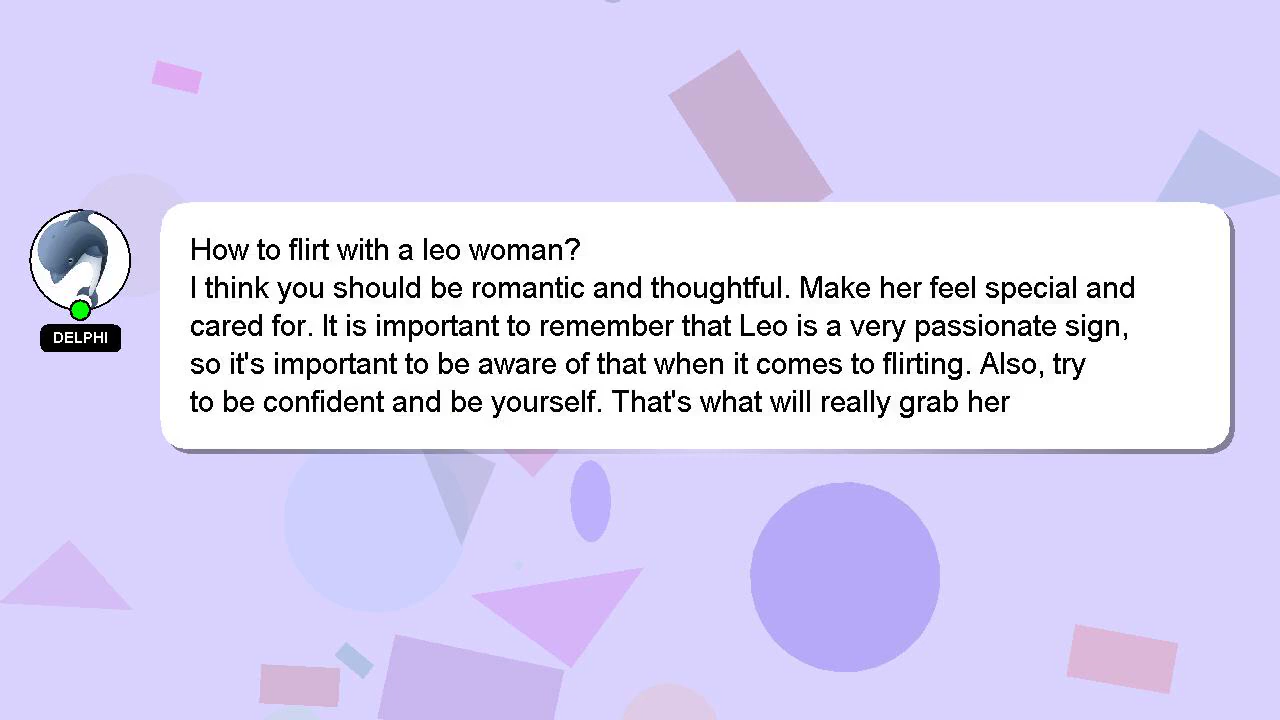 How to flirt with a leo woman?
I think you should be romantic and thoughtful. Make her feel special and
cared for. It is important to remember that Leo is a very passionate sign,
so it's important to be aware of that when it comes to flirting. Also, try
to be confident and be yourself. That's what will really grab her
DELPHI